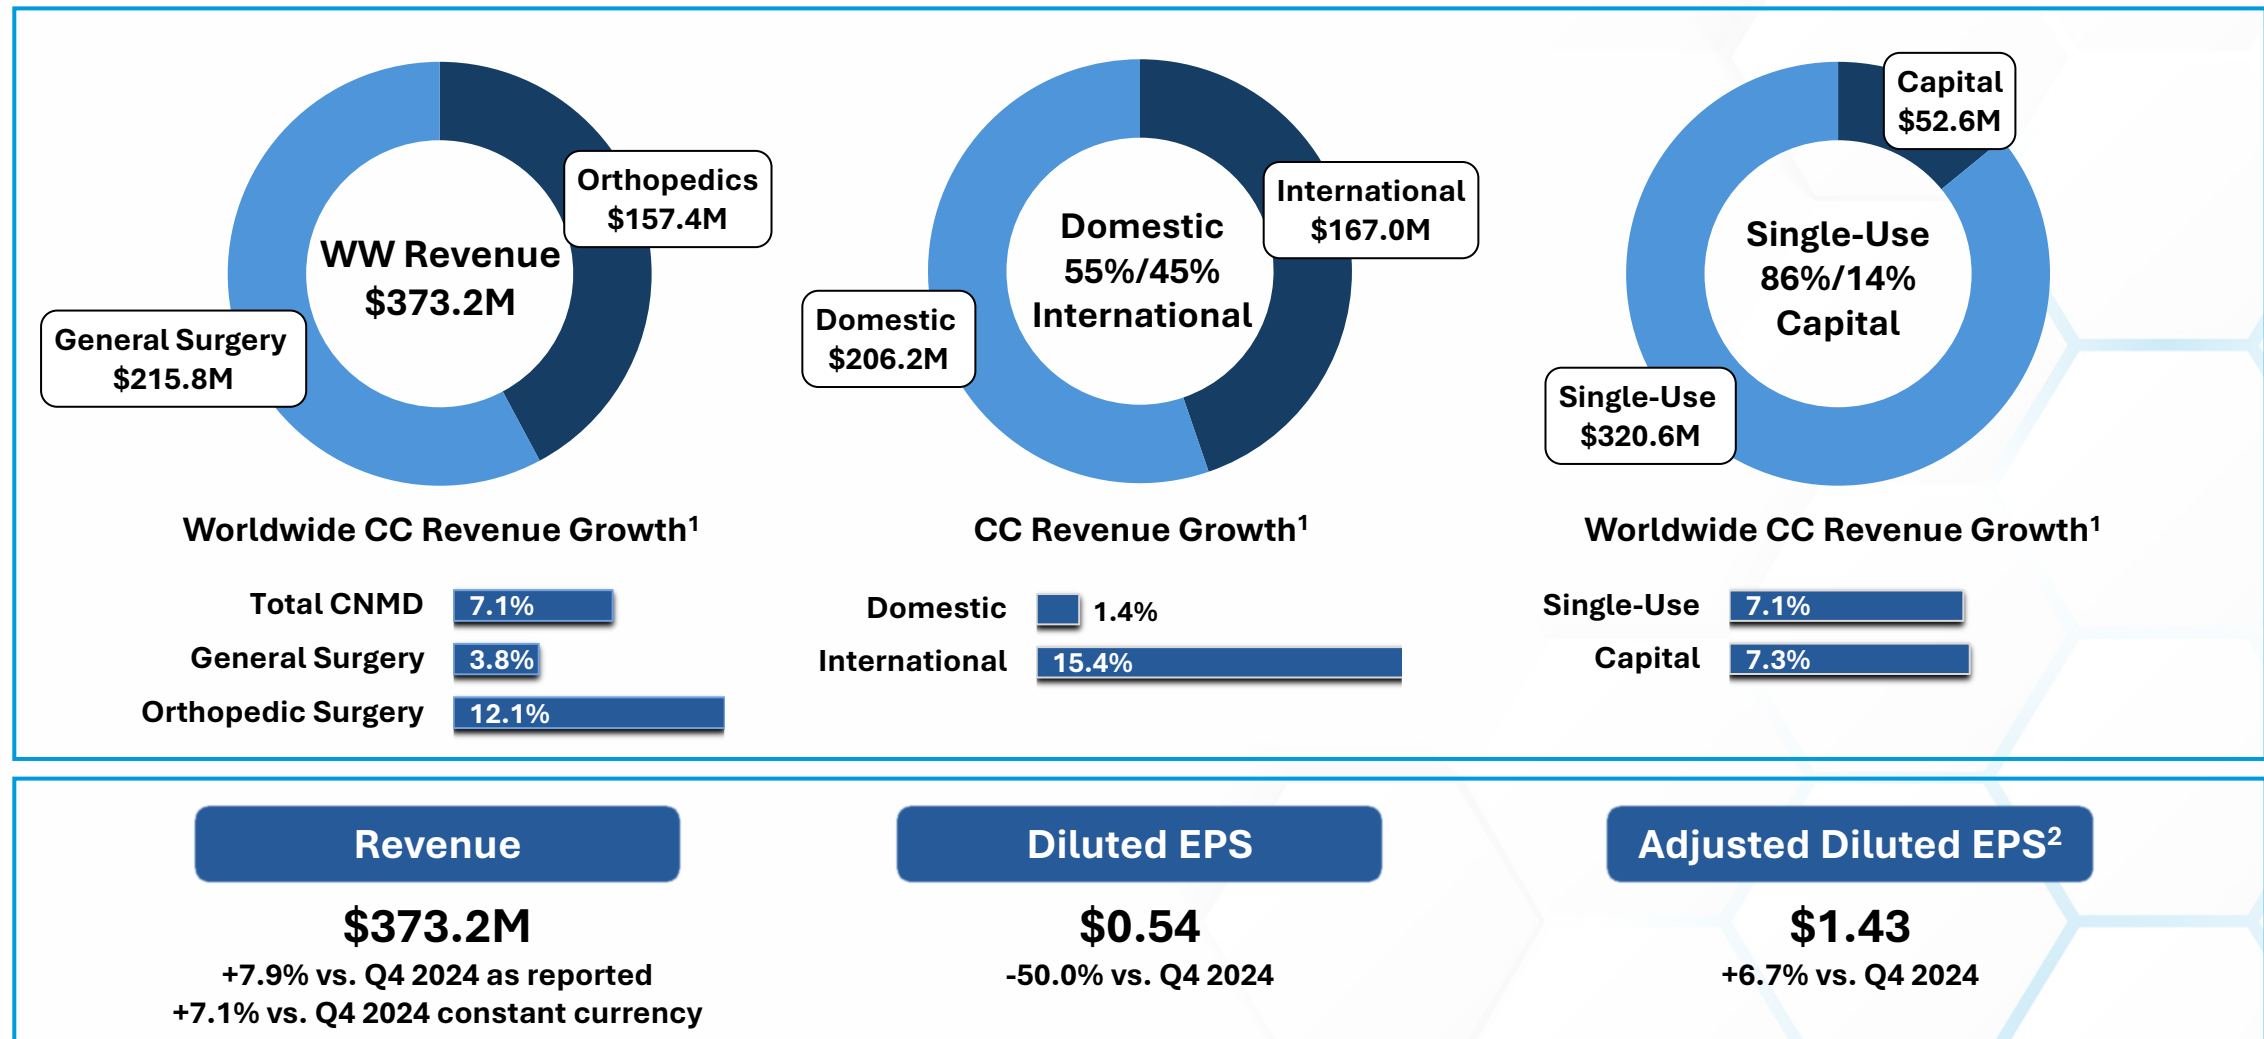 Orthopedics
$157.4M
WW Revenue
$373.2M
General Surgery
$215.8M
Worldwide CC Revenue Growth¹
Total CNMD 7.1%
General Surgery 3.8%
Orthopedic Surgery 12.1%
International
$167.0M
Domestic
55%/45%
International
Domestic
$206.2M
CC Revenue Growth¹
Domestic 1.4%
International 15.4%
Capital
$52.6M
Single-Use
86%/14%
Capital
Single-Use
$320.6M
Worldwide CC Revenue Growth¹
Single-Use 7.1%
Capital 7.3%
Revenue
$373.2M
+7.9% vs. Q4 2024 as reported
+7.1% vs. Q4 2024 constant currency
Diluted EPS
$0.54
-50.0% vs. Q4 2024
Adjusted Diluted EPS²
$1.43
+6.7% vs. Q4 2024